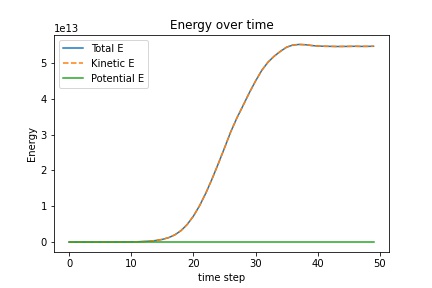 Energy over time
1e13
Total E
Kinetic E
Potential E
5
4
3
2
1
0
Energy
0 10 20 30 40 50
time step